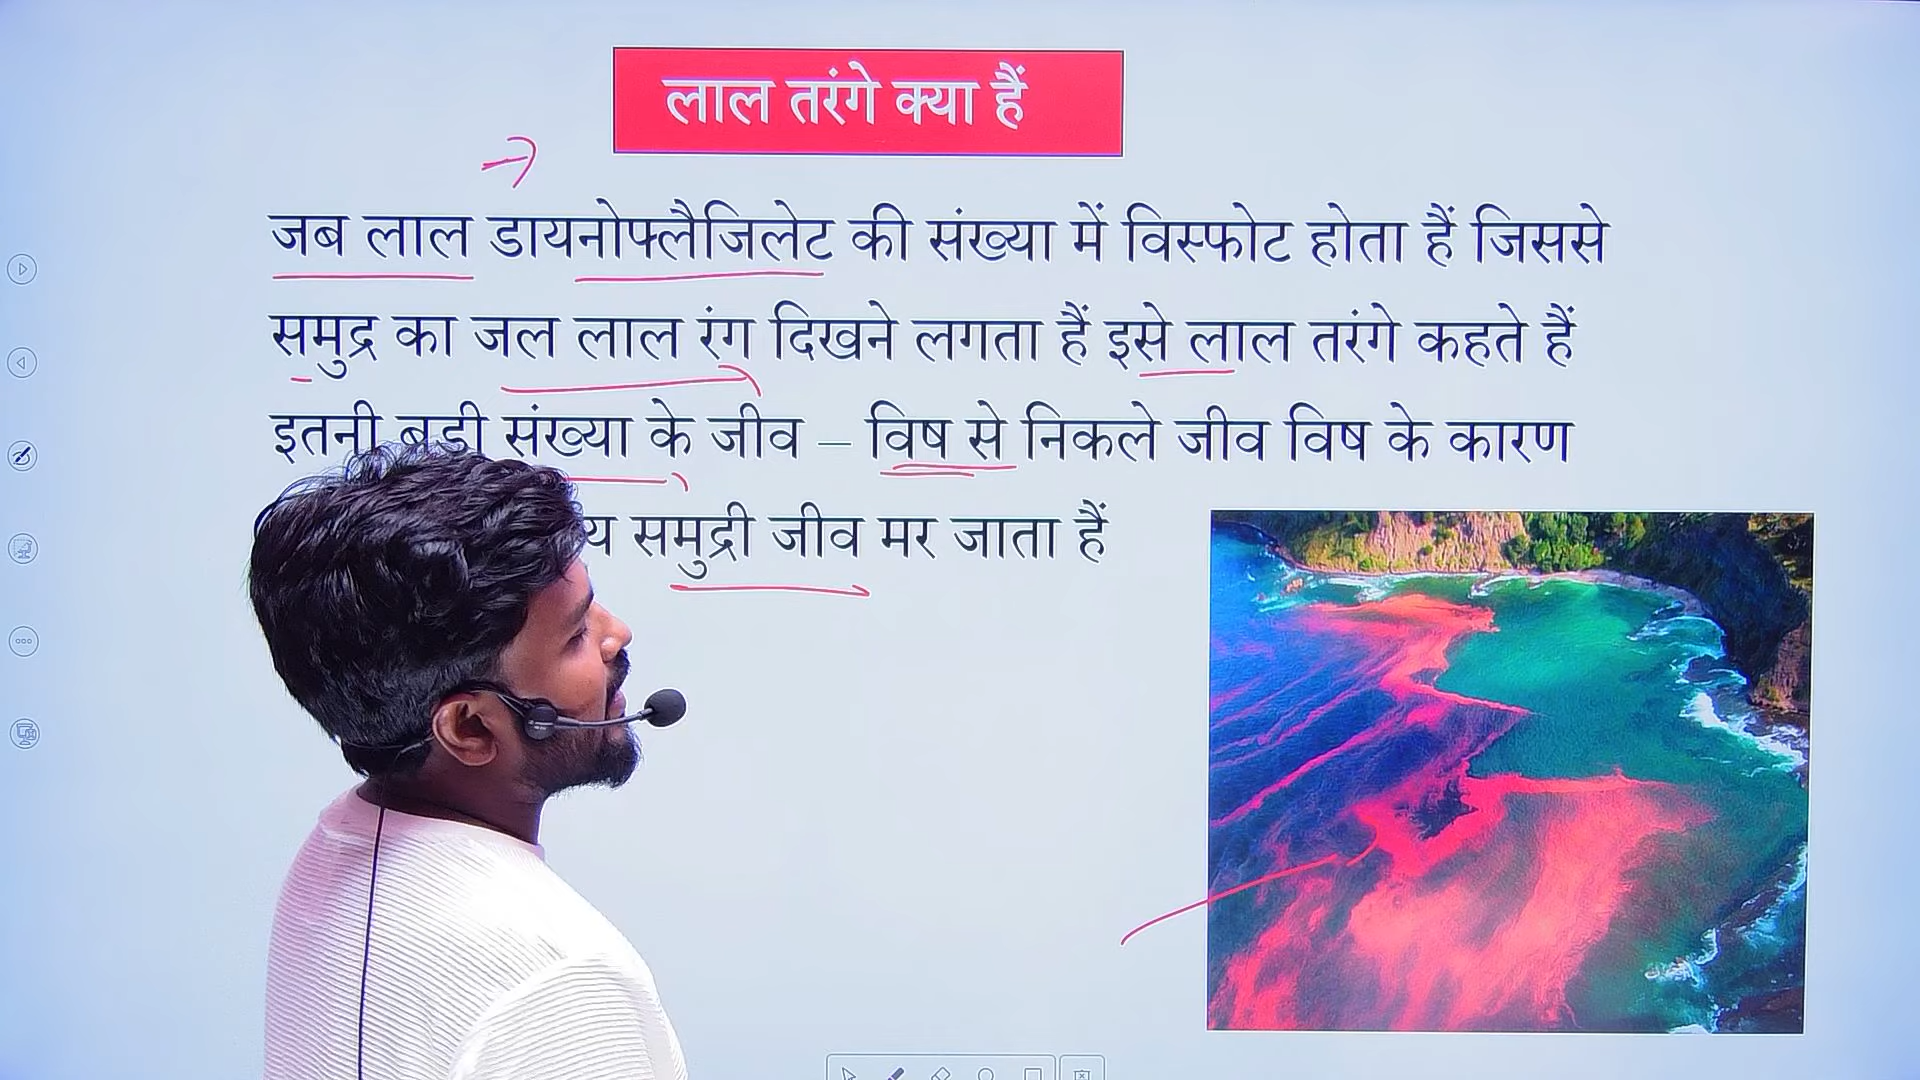 लाल तरंगे क्या हैं
जब लाल डायनोफ्लैजिलेट की संख्या में विस्फोट होता हैं जिससे
समुद्र का जल लाल रंग दिखने लगता हैं इसे लाल तरंगे कहते हैं
इतनी बडी संख्या के जीव – विष से निकले जीव विष के कारण
समुद्री जीव मर जाता हैं